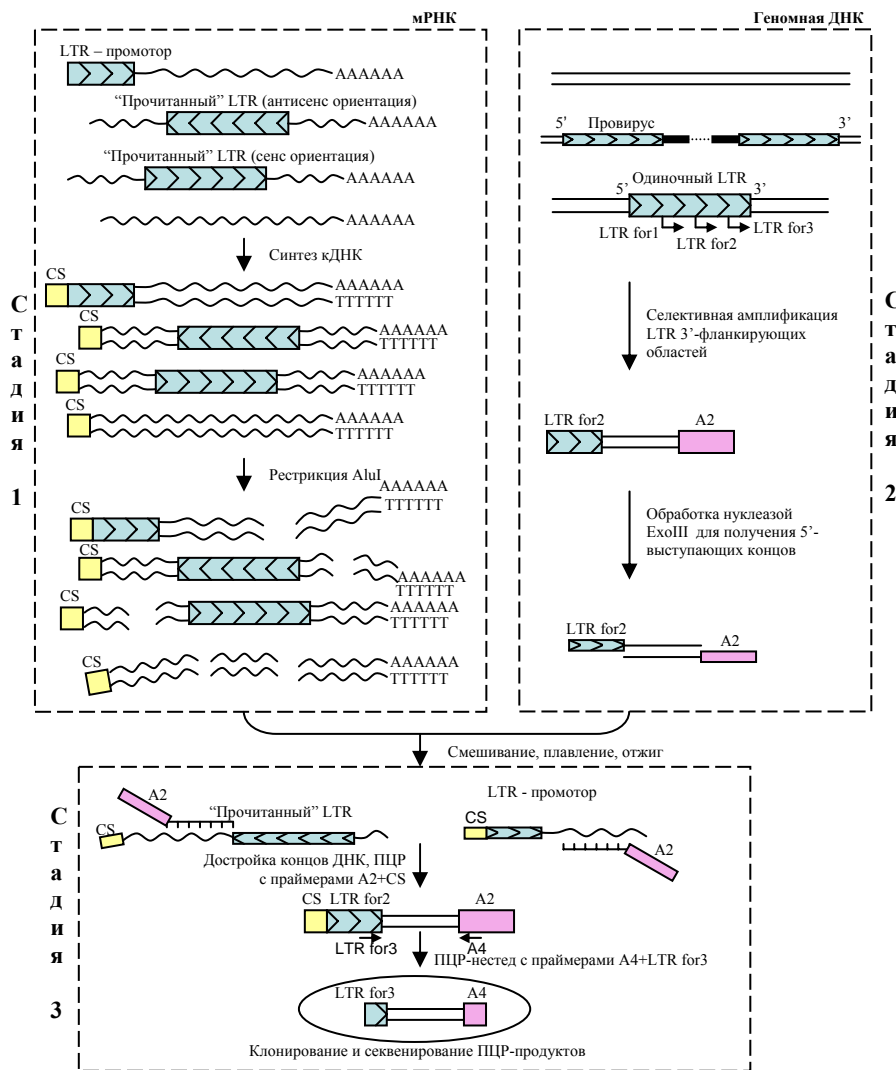 мРНК
LTR – промотор
AAAAAA
“Прочитанный” LTR (антисенс ориентация)
AAAAAA
“Прочитанный” LTR (сенс ориентация)
AAAAAA
AAAAAA
Синтез кДНК
CS
AAAAAA
TTTTTT
CS
AAAAAA
TTTTTT
CS
AAAAAA
TTTTTT
CS
AAAAAA
TTTTTT
Рестрикция AluI
AAAAAA
TTTTTT
CS
CS
AAAAAA
TTTTTT
CS
AAAAAA
TTTTTT
CS
AAAAAA
TTTTTT
Стадия
1
Геномная ДНК
5’ Провирус 3’
Одиночный LTR
5’ 3’
LTR for1 LTR for2 LTR for3
Селективная амплификация
LTR 3’-фланкирующих
областей
LTR for2 A2
Обработка нуклеазой
ExoIII для получения 5’-
выступающих концов
LTR for2 A2
Стадия
2
Смешивание, плавление, отжиг
A2
“Прочитанный” LTR
CS
LTR - промотор
CS
A2
Достройка концов ДНК, ПЦР
с праймерами А2+CS
CS LTR for2 A2
LTR for3 A4
ПЦР-нестед с праймерами A4+LTR for3
LTR for3 A4
Клонирование и секвенирование ПЦР-продуктов
Стадия
3